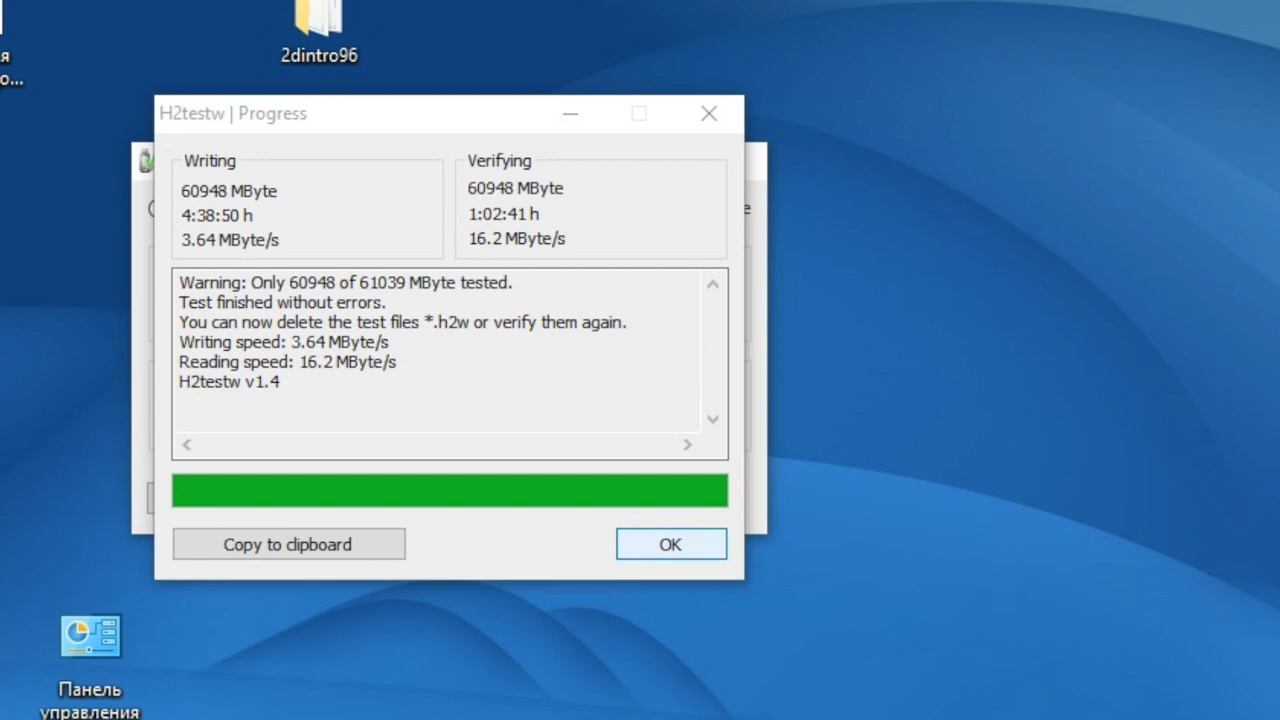 я
о...
2dintro96
H2testw | Progress
Writing
60948 MByte
4:38:50 h
3.64 MByte/s
Verifying
60948 MByte
1:02:41 h
16.2 MByte/s
e
Warning: Only 60948 of 61039 MByte tested.
Test finished without errors.
You can now delete the test files *.h2w or verify them again.
Writing speed: 3.64 MByte/s
Reading speed: 16.2 MByte/s
H2testw v1.4
Copy to clipboard
OK
Панель
управления